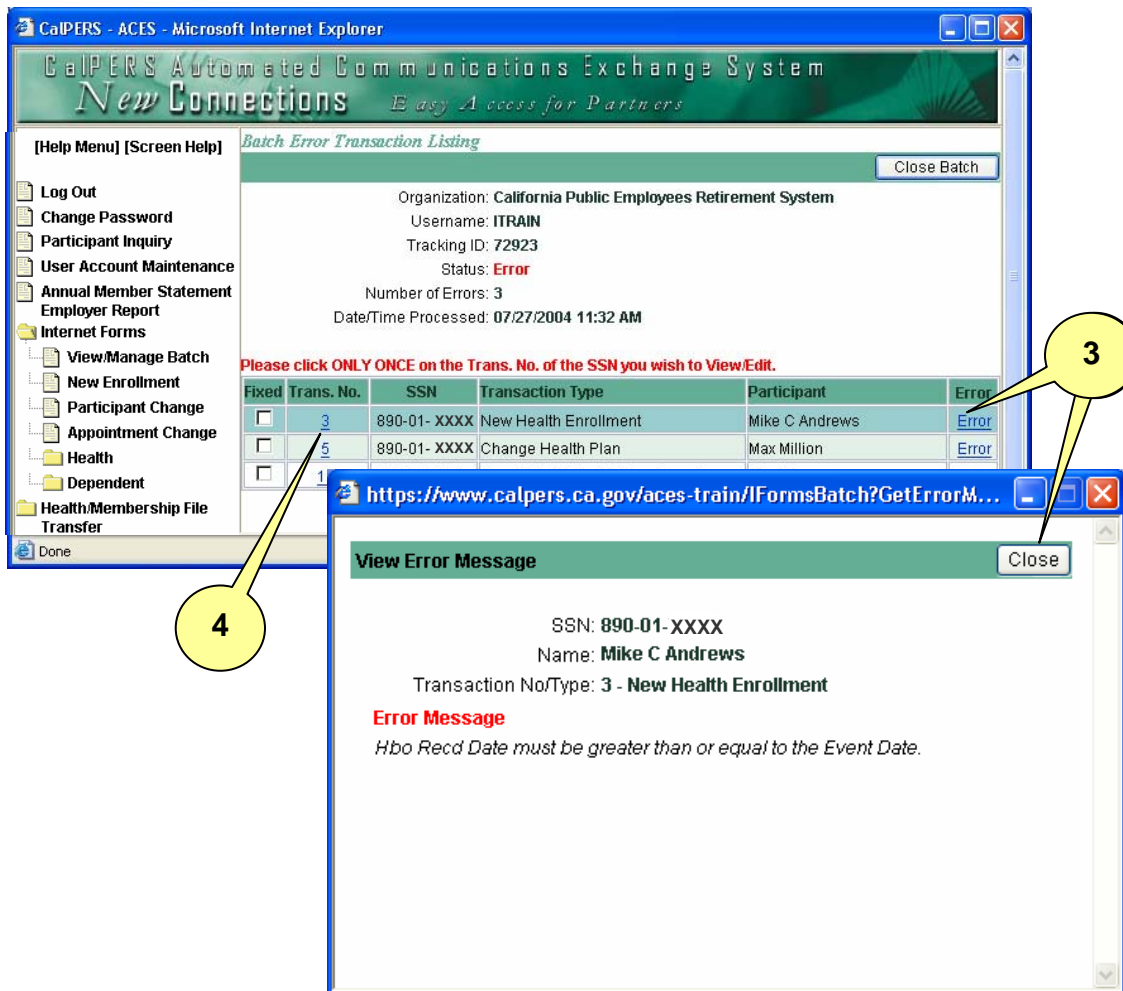 CalPERS - ACES - Microsoft Internet Explorer
CalPERS Automated Communications Exchange System
New Connections Easy Access for Partners
[Help Menu] [Screen Help]
Log Out
Change Password
Participant Inquiry
User Account Maintenance
Annual Member Statement
Employer Report
Internet Forms
View/Manage Batch
New Enrollment
Participant Change
Appointment Change
Health
Dependent
Health/Membership File
Transfer
Done
Batch Error Transaction Listing
Close Batch
Organization: California Public Employees Retirement System
Username: ITRAIN
Tracking ID: 72923
Status: Error
Number of Errors: 3
Date/Time Processed: 07/27/2004 11:32 AM
Please click ONLY ONCE on the Trans. No. of the SSN you wish to View/Edit.
Fixed Trans. No. SSN Transaction Type Participant Error
3 890-01- XXXX New Health Enrollment Mike C Andrews Error
5 890-01- XXXX Change Health Plan Max Million Error
1
3
4
https://www.calpers.ca.gov/aces-train/IFormsBatch?GetErrorM...
View Error Message
Close
SSN: 890-01-XXXX
Name: Mike C Andrews
Transaction No/Type: 3 - New Health Enrollment
Error Message
Hbo Recd Date must be greater than or equal to the Event Date.